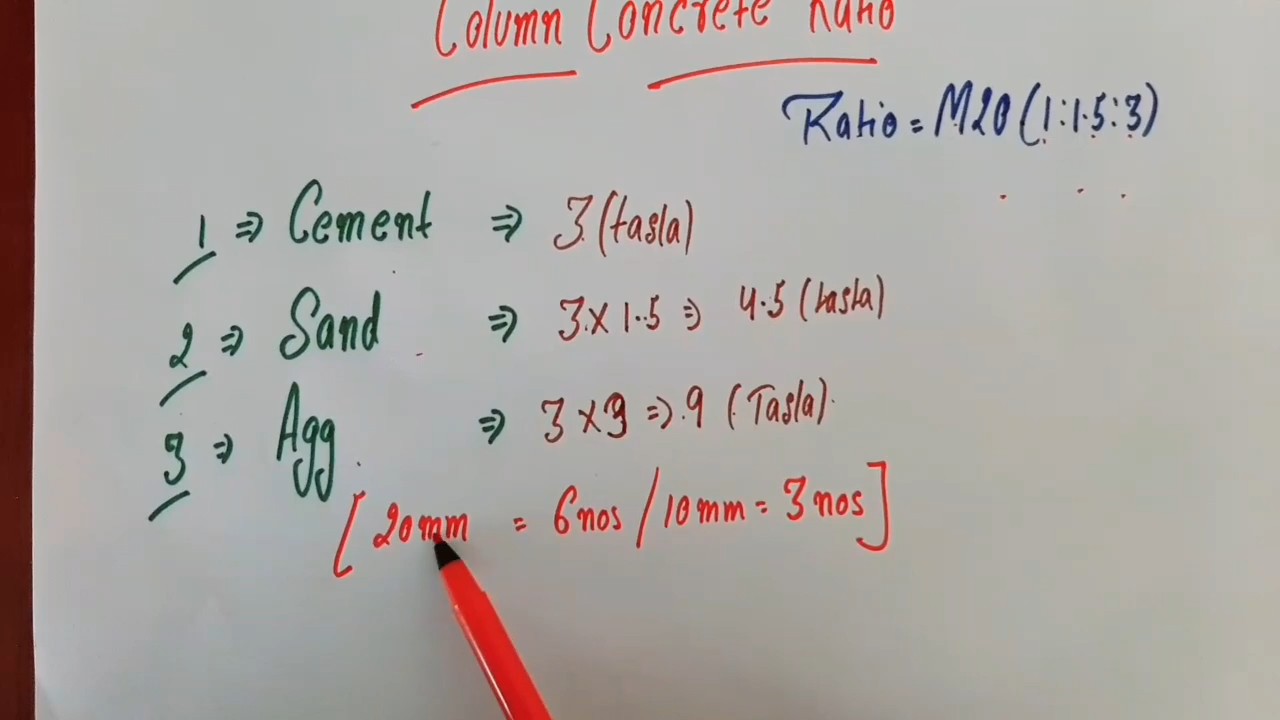 Column Concrete Ratio
Ratio = M20 (1:1.5:3)
1 ⇒ Cement ⇒ 3 (tasla)
2 ⇒ Sand ⇒ 3 x 1.5 ⇒ 4.5 (tasla)
3 ⇒ Agg ⇒ 3 x 3 ⇒ 9 (Tasla)
[20mm = 6nos / 10mm = 3nos]